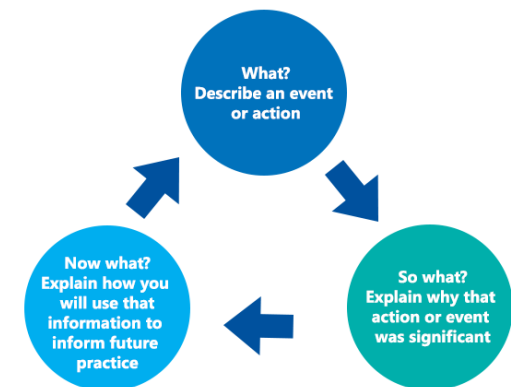 What?
Describe an event
or action
So what?
Explain why that
action or event
was significant
Now what?
Explain how you
will use that
information to
inform future
practice